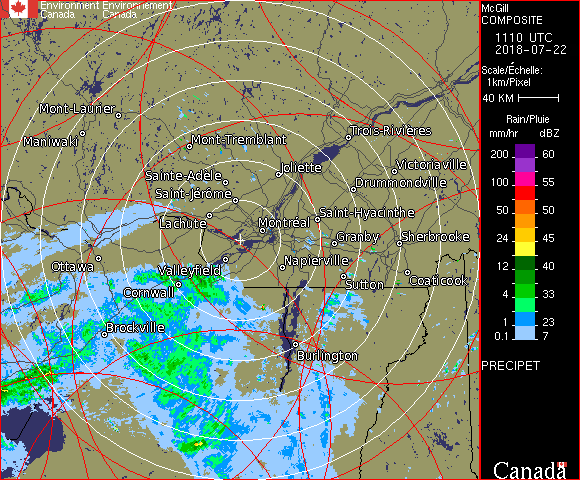 Environment Environnement
Canada Canada
McGill
COMPOSITE
1110 UTC
2018-07-22
Scale/Échelle:
1km/Pixel
40 KM
Rain/Pluie
mm/hr dBZ
200 60
100 55
50 50
24 45
12 40
4 33
1 23
0.1 7
PRECIPET
Canada
Mont-Laurier
Maniwaki
Mont-Tremblant
Trois-Rivières
Joliette
Victoriaville
Sainte-Adèle
Drummondville
Saint-Jérôme
Lachute
Saint-Hyacinthe
Montréal
Granby
Sherbrooke
Ottawa
Valleyfield
Napierville
Sutton
Coaticook
Cornwall
Brockville
Burlington